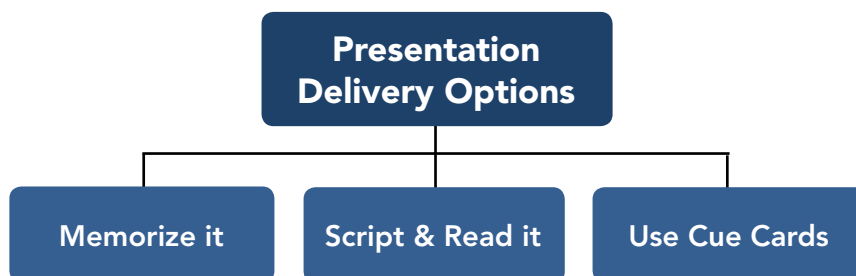 Presentation
Delivery Options
Memorize it
Script & Read it
Use Cue Cards